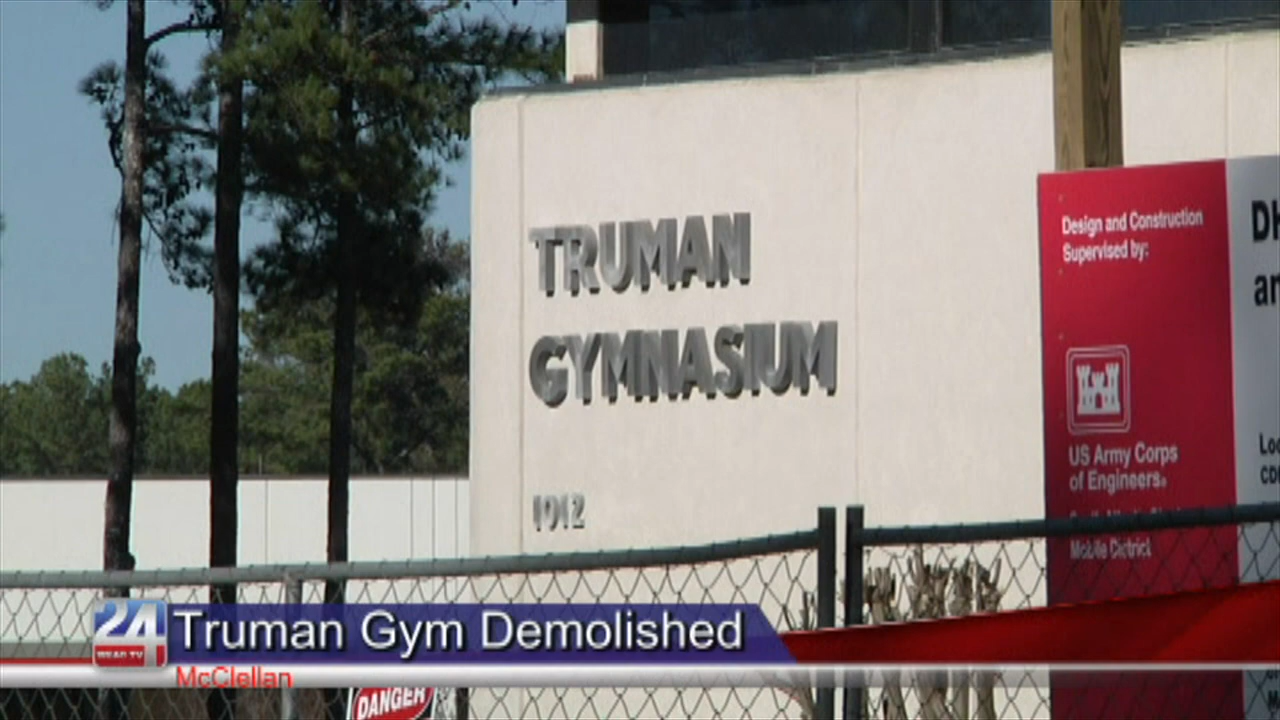 TRUMAN
GYMNASIUM
1012
Design and Construction
Supervised by:
US Army Corps
of Engineers®
Mobile District
24
Truman Gym Demolished
McClellan
DANGER